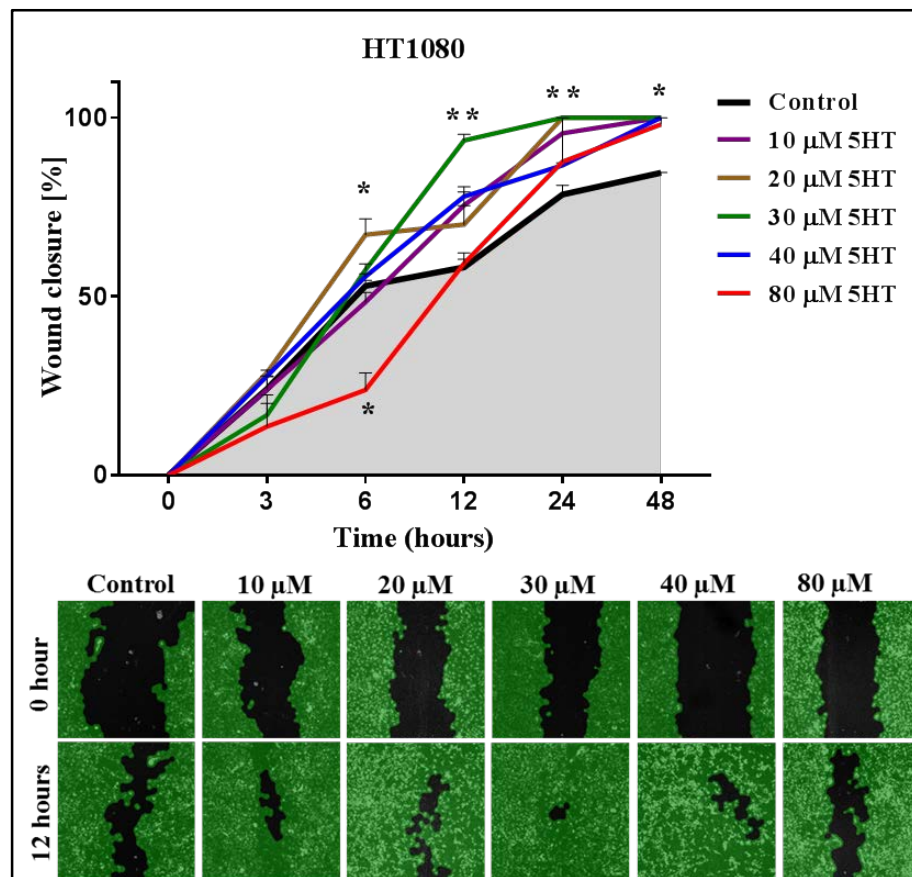 HT1080
Wound closure [%]
100
50
0
* * * * * *
*
0 3 6 12 24 48
Time (hours)
Control
10 μM 5HT
20 μM 5HT
30 μM 5HT
40 μM 5HT
80 μM 5HT
Control 10 μM 20 μM 30 μM 40 μM 80 μM
0 hour
12 hours